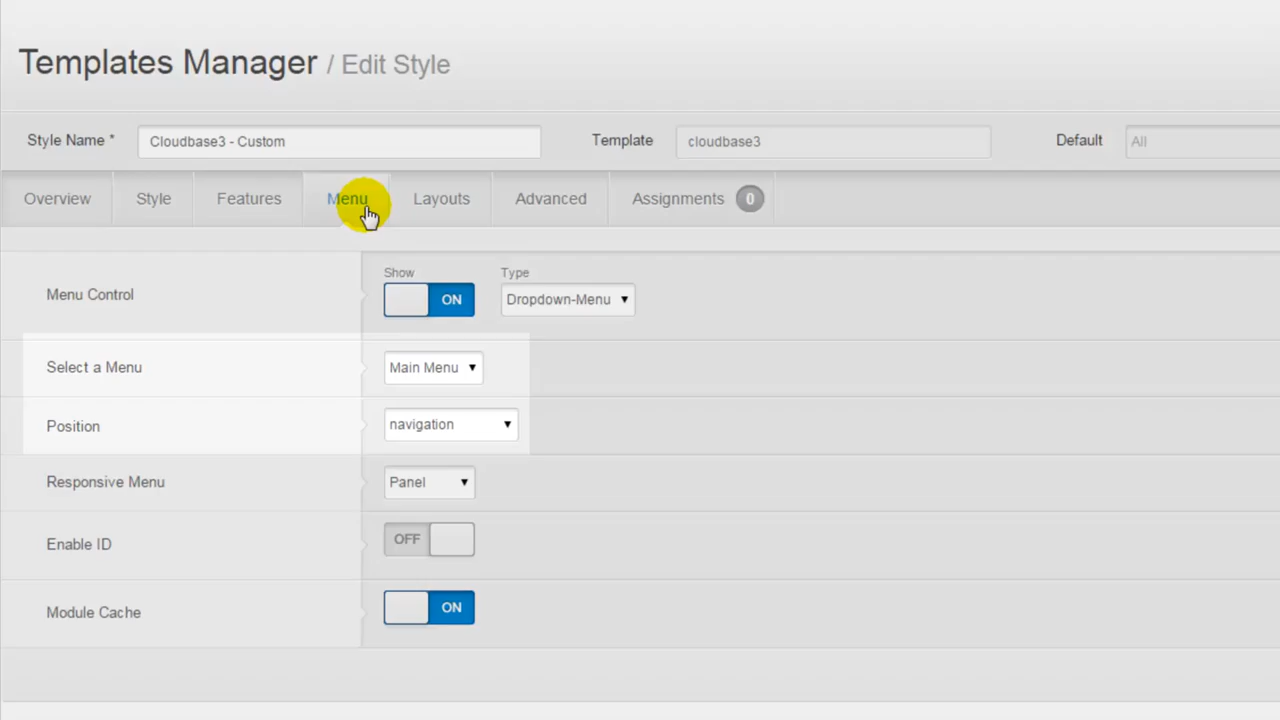 Templates Manager / Edit Style
Style Name * Cloudbase3 - Custom Template cloudbase3 Default All
Overview Style Features Menu Layouts Advanced Assignments 0
Show Type
Menu Control ON Dropdown-Menu
Select a Menu Main Menu
Position navigation
Responsive Menu Panel
Enable ID OFF
Module Cache ON